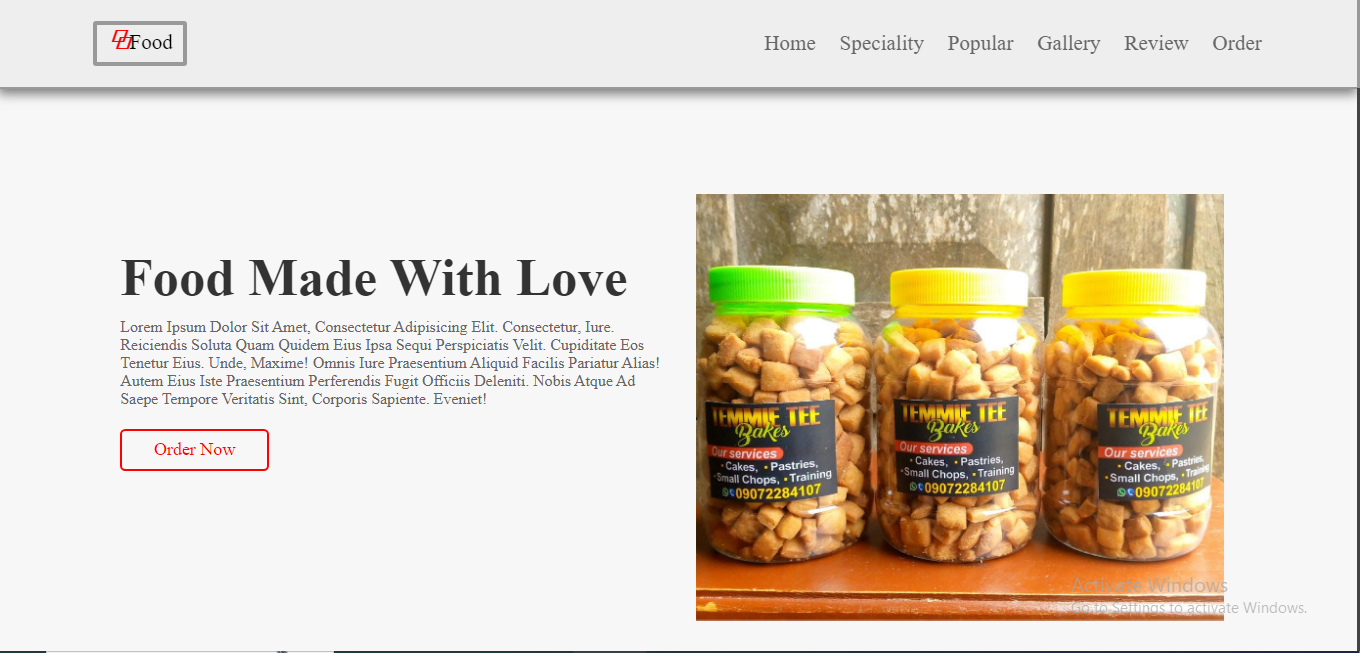 Food
Home Speciality Popular Gallery Review Order
Food Made With Love
Lorem Ipsum Dolor Sit Amet, Consectetur Adipisicing Elit. Consectetur, Iure.
Reiciendis Soluta Quam Quidem Eius Ipsa Sequi Perspiciatis Velit. Cupiditate Eos
Tenetur Eius. Unde, Maxime! Omnis Iure Praesentium Aliquid Facilis Pariatur Alias!
Autem Eius Iste Praesentium Perferendis Fugit Officiis Deleniti. Nobis Atque Ad
Saepe Tempore Veritatis Sint, Corporis Sapiente. Eveniet!
Order Now
TEMMIE TEE
Bakes
Our services
• Cakes, • Pastries,
•Small Chops, • Training
09072284107
TEMMIE TEE
Bakes
Our services
• Cakes, • Pastries,
•Small Chops, • Training
09072284107
TEMMIE TEE
Bakes
Our services
• Cakes, • Pastries,
•Small Chops, • Training
09072284107
Activate Windows
Go to Settings to activate Windows.